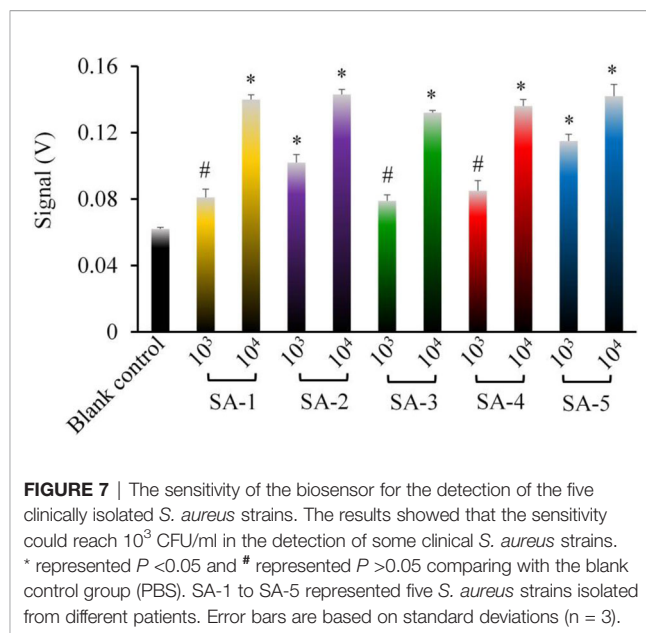 0.16
0.12
0.08
0.04
0
Signal (V)
# * * * # * # * * *
Blank control 10³ 10⁴ 10³ 10⁴ 10³ 10⁴ 10³ 10⁴ 10³ 10⁴
SA-1 SA-2 SA-3 SA-4 SA-5
FIGURE 7 | The sensitivity of the biosensor for the detection of the five
clinically isolated S. aureus strains. The results showed that the sensitivity
could reach 10³ CFU/ml in the detection of some clinical S. aureus strains.
* represented P <0.05 and # represented P >0.05 comparing with the blank
control group (PBS). SA-1 to SA-5 represented five S. aureus strains isolated
from different patients. Error bars are based on standard deviations (n = 3).